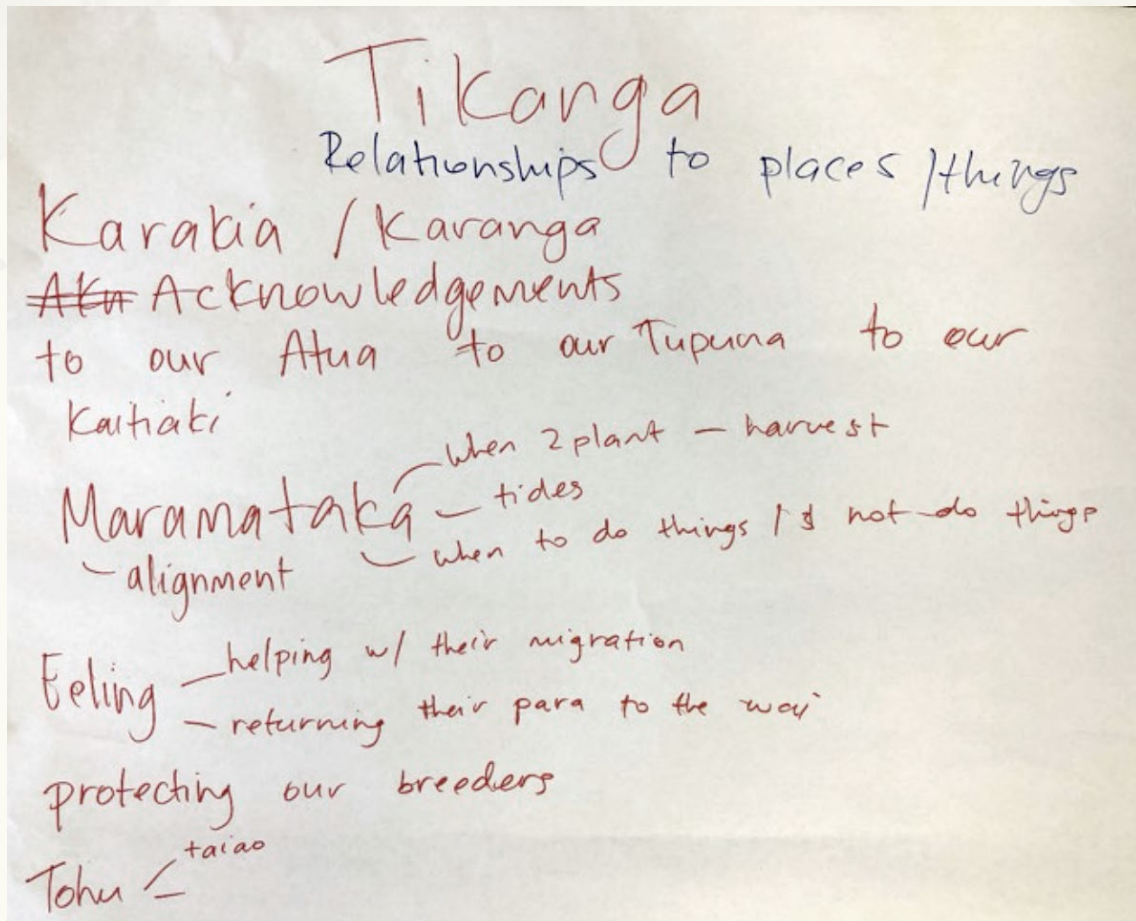 Tikanga
Relationships to places/things
Karakia / Karanga
Acknowledgements
to our Atua to our Tupuna to our
Kaitiaki
Maramataka
when 2 plant – harvest
– tides
when to do things / & not do things
– alignment
Eeling
helping w/ their migration
– returning their para to the
protecting our breeders
Tohu
taiao